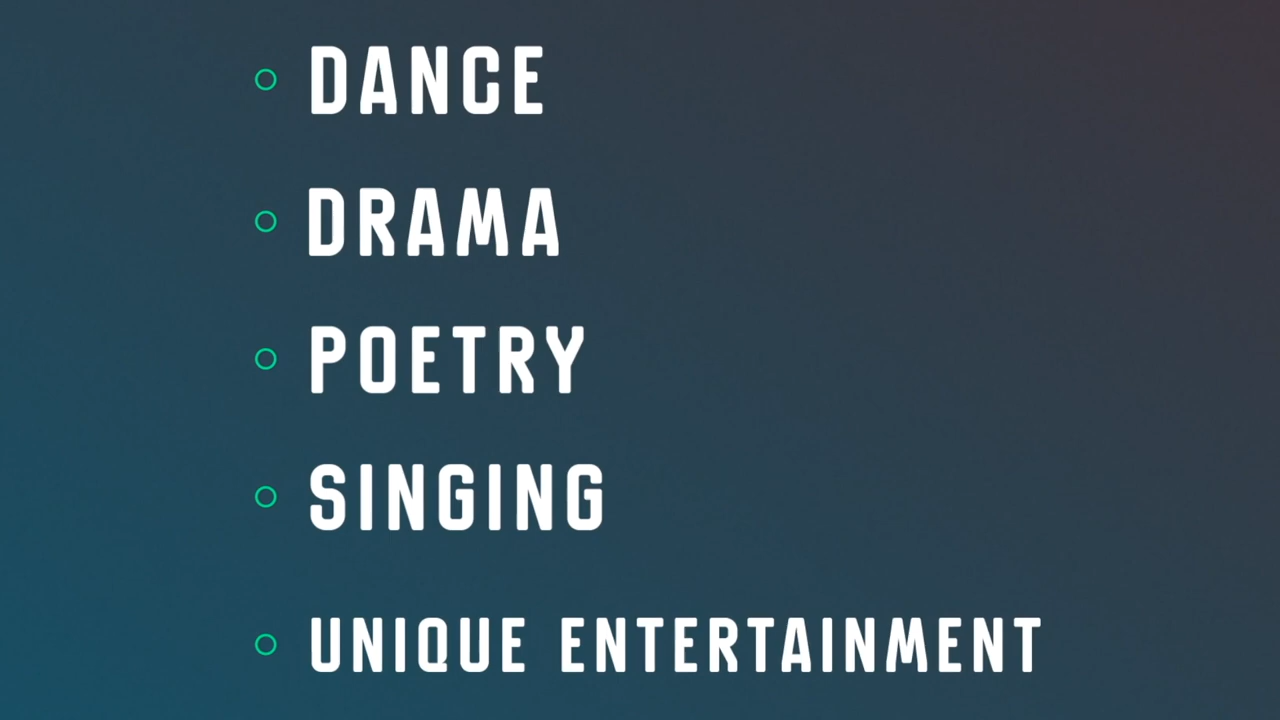 DANCE
DRAMA
POETRY
SINGING
UNIQUE ENTERTAINMENT